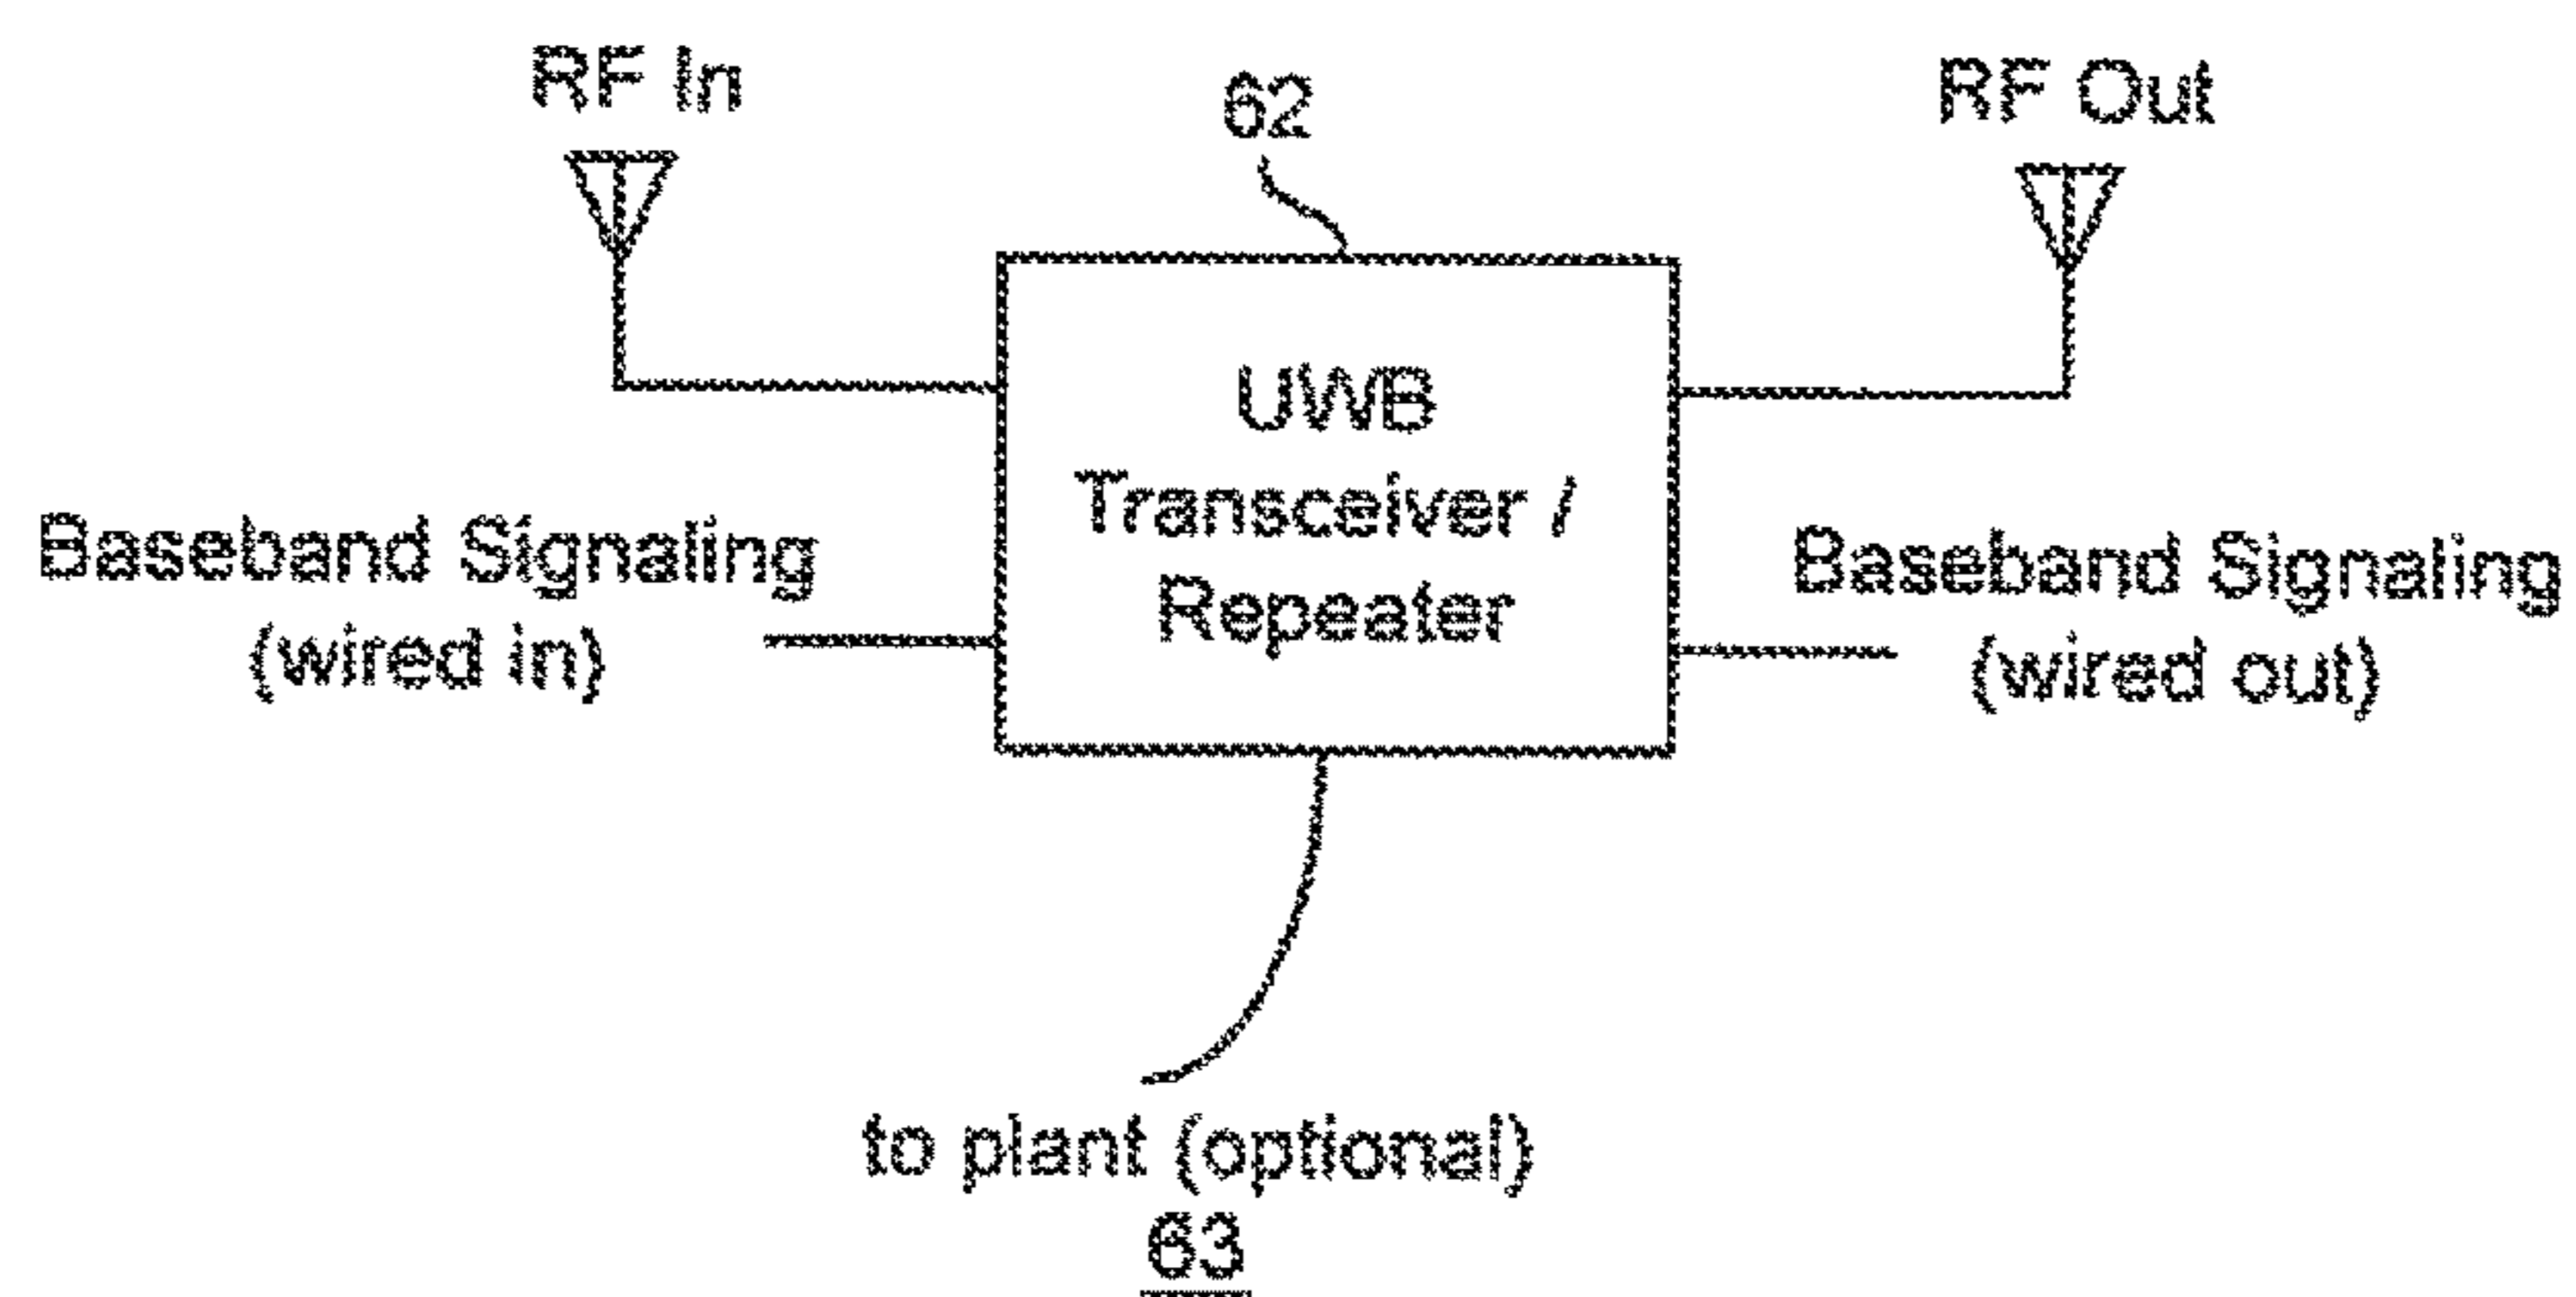 RF In
62
RF Out
UWB
Transceiver /
Repeater
Baseband Signaling
(wired in)
Baseband Signaling
(wired out)
to plant (optional)
63